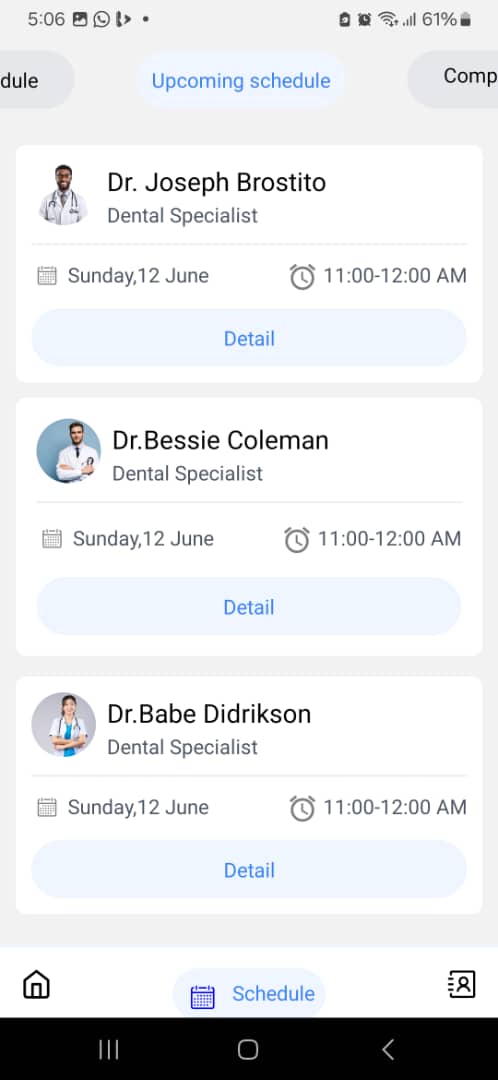 5:06
61%
dule
Upcoming schedule
Comp
Dr. Joseph Brostito
Dental Specialist
Sunday,12 June
11:00-12:00 AM
Detail
Dr.Bessie Coleman
Dental Specialist
Sunday,12 June
11:00-12:00 AM
Detail
Dr.Babe Didrikson
Dental Specialist
Sunday,12 June
11:00-12:00 AM
Detail
Schedule